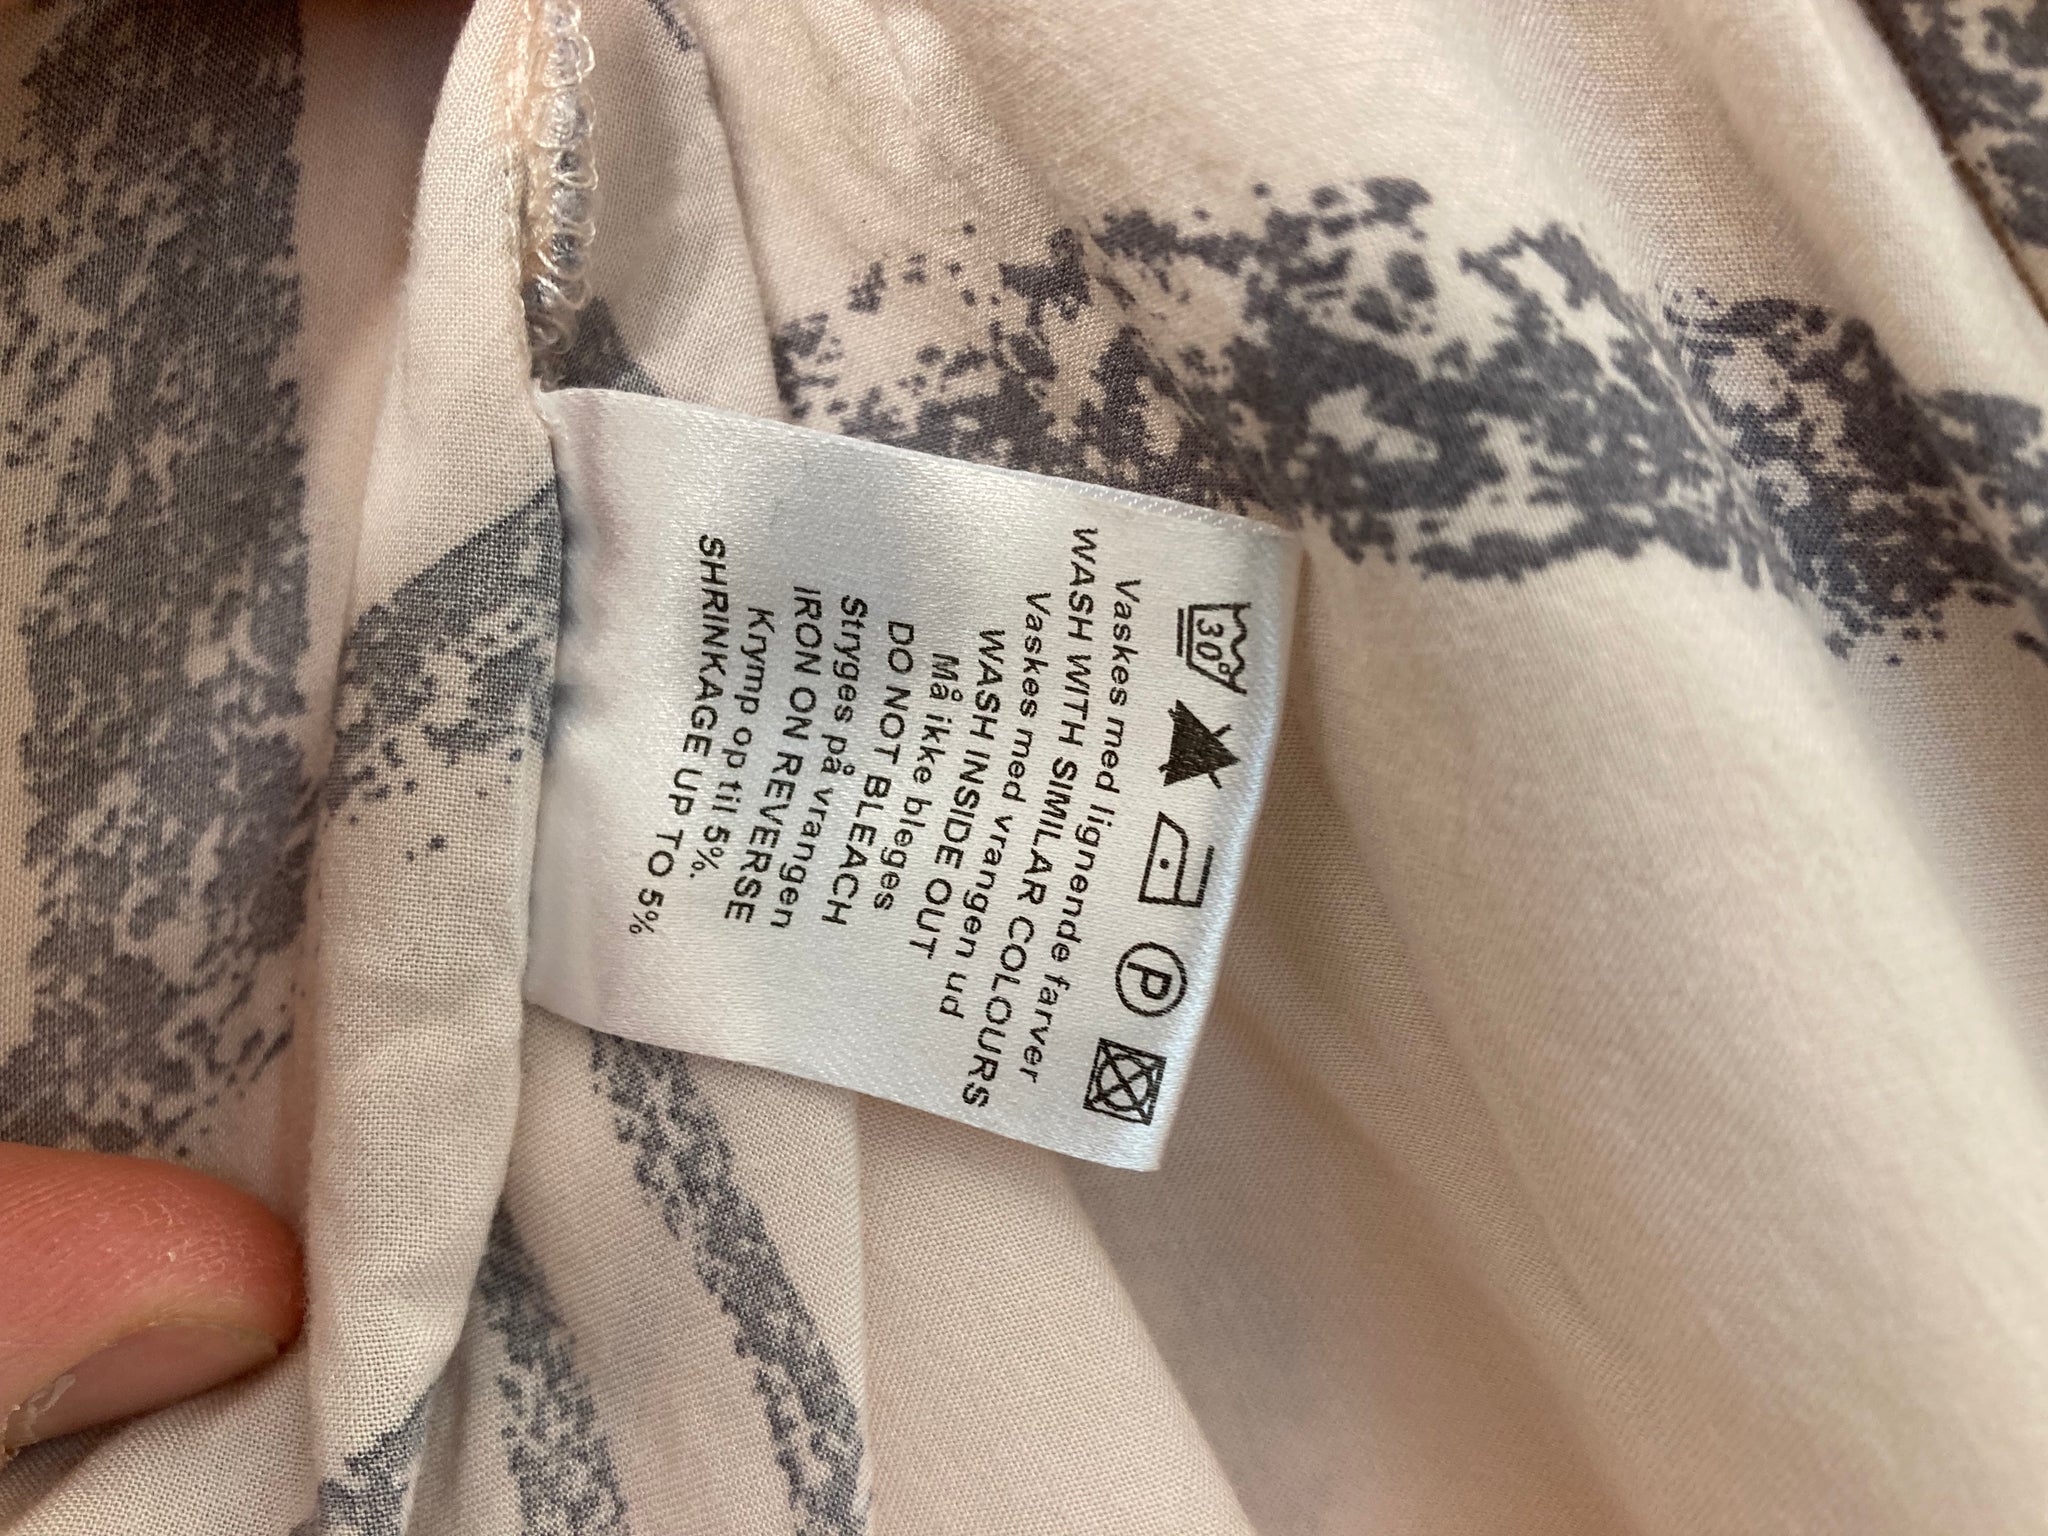 30°
P
Vaskes med lignende farver
WASH WITH SIMILAR COLOURS
Vaskes med vrangen ud
WASH INSIDE OUT
Må ikke bleges
DO NOT BLEACH
Stryges på vrangen
IRON ON REVERSE
Krymp op til 5%.
SHRINKAGE UP TO 5%